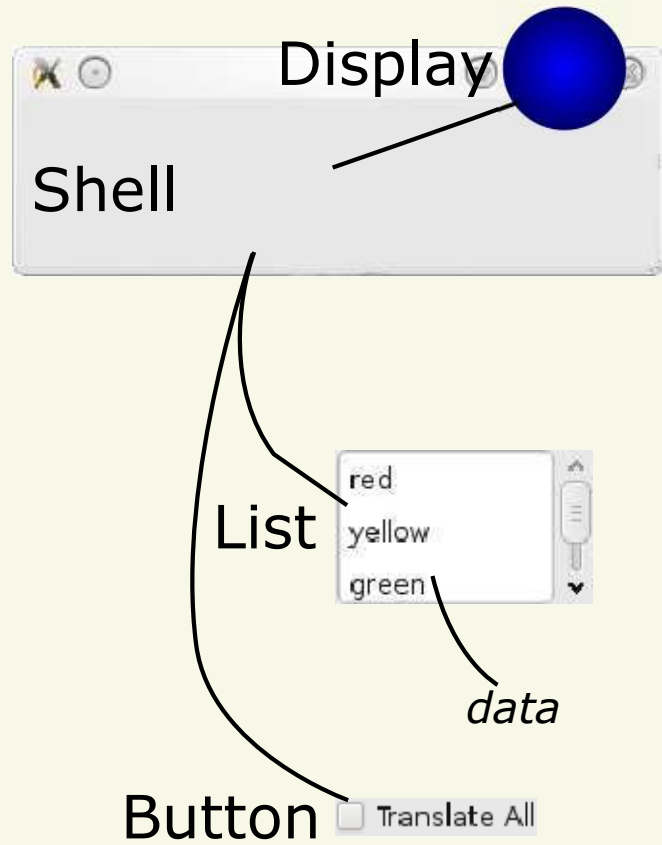 Display
Shell
red
List
yellow
green
data
Button
Translate All